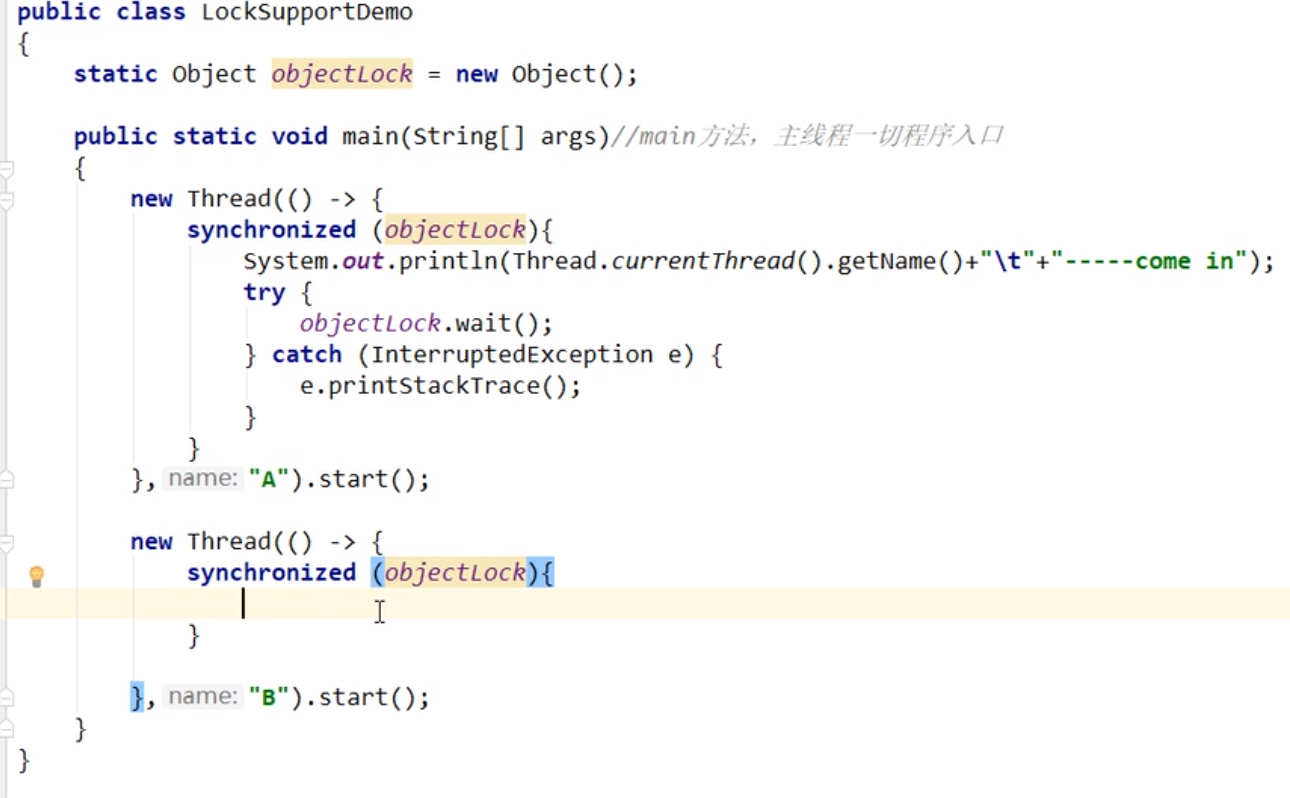 public class LockSupportDemo
{
    static Object objectLock = new Object();

    public static void main(String[] args)//main方法，主线程一切程序入口
    {
        new Thread(() -> {
            synchronized (objectLock){
                System.out.println(Thread.currentThread().getName()+"\t"+"-----come in");
                try {
                    objectLock.wait();
                } catch (InterruptedException e) {
                    e.printStackTrace();
                }
            }
        }, name: "A").start();

        new Thread(() -> {
            synchronized (objectLock){

            }

        }, name: "B").start();
    }
}